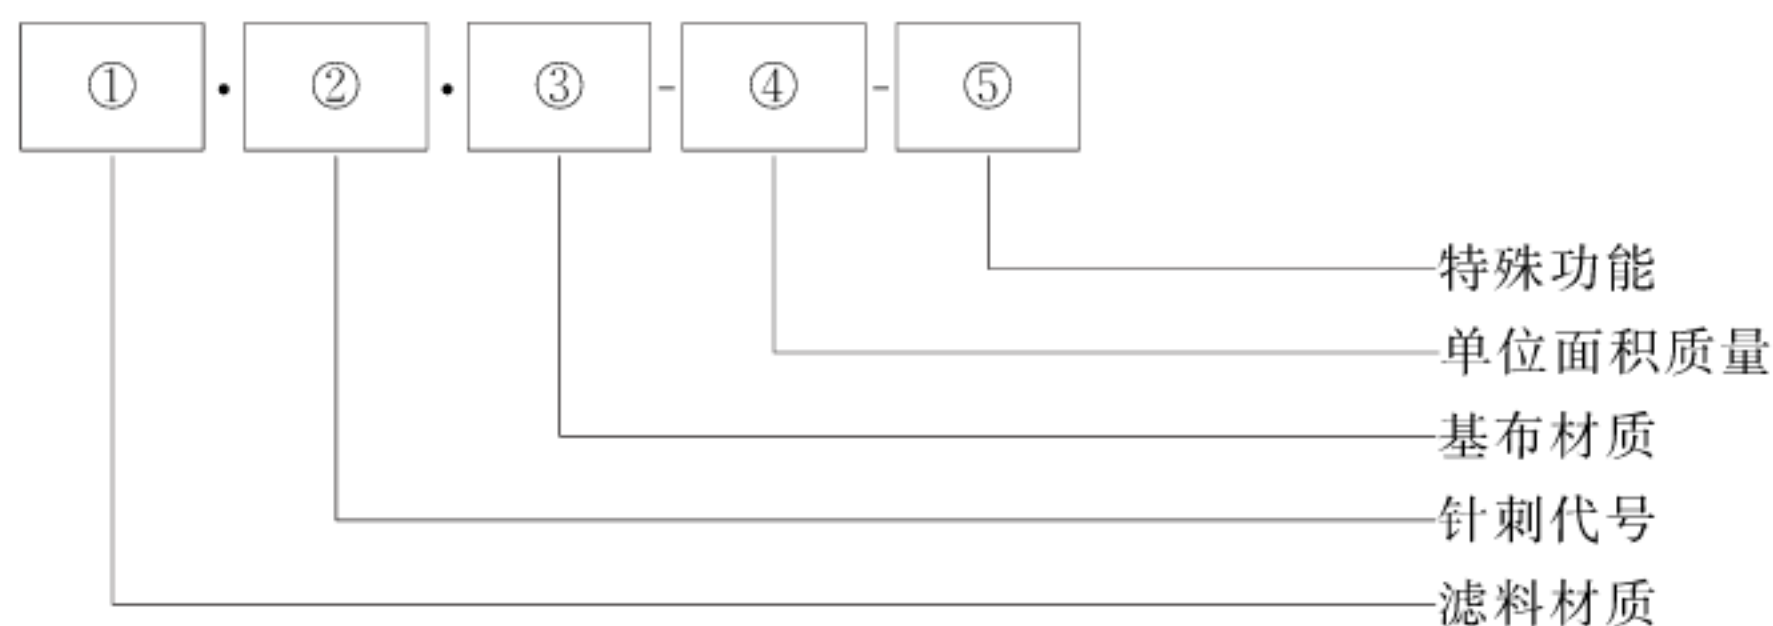 ① · ② · ③ - ④ - ⑤
特殊功能
单位面积质量
基布材质
针刺代号
滤料材质